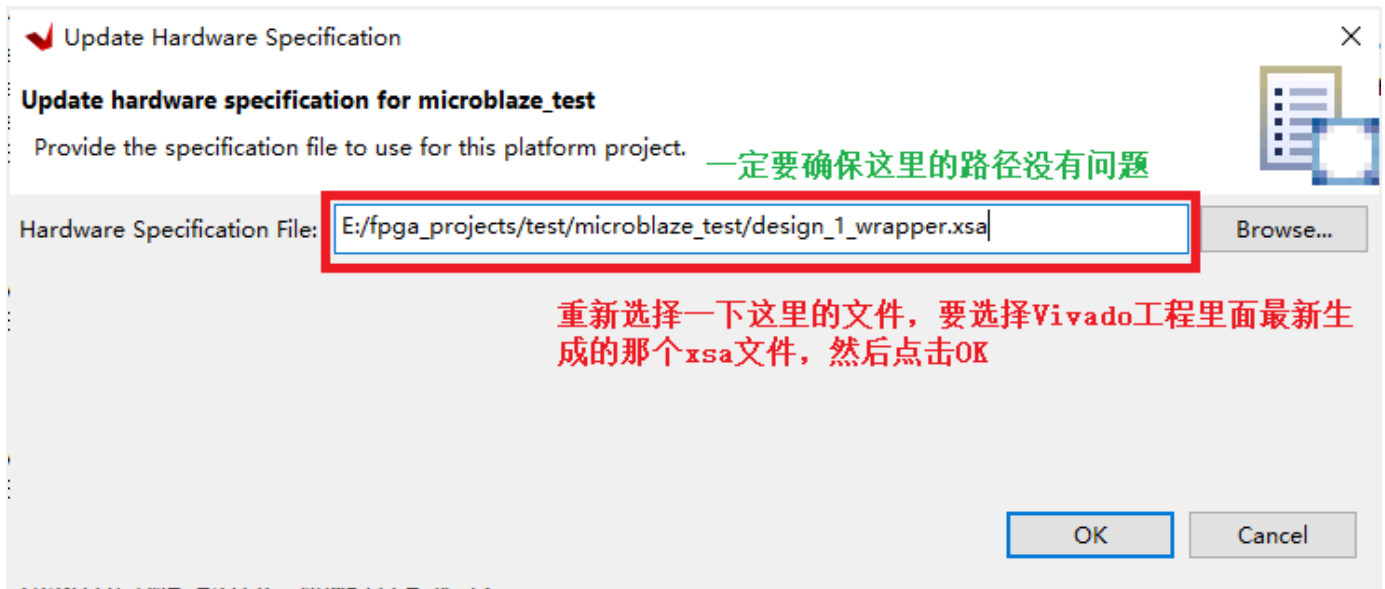 Update Hardware Specification
Update hardware specification for microblaze_test
Provide the specification file to use for this platform project.
一定要确保这里的路径没有问题
Hardware Specification File:
E:/fpga_projects/test/microblaze_test/design_1_wrapper.xsa
Browse...
重新选择一下这里的文件，要选择Vivado工程里面最新生
成的那个xsa文件，然后点击OK
OK
Cancel